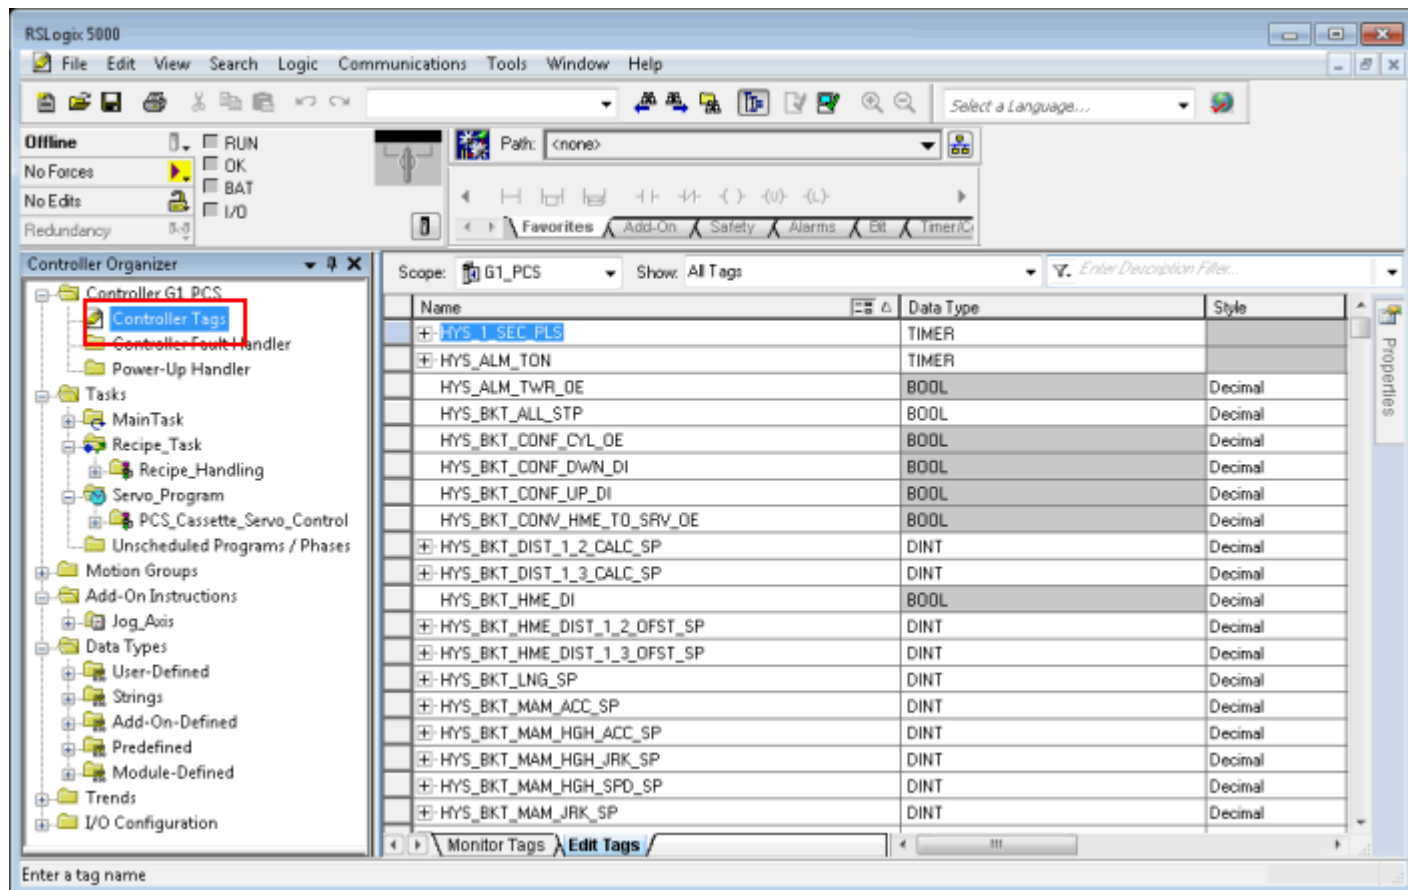 RSLogix 5000
File Edit View Search Logic Communications Tools Window Help
Select a Language...
Offline RUN
No Forces OK
No Edits BAT
I/O
Redundancy
Path: <none>
Favorites Add-On Safety Alarms Bit Timer/C
Controller Organizer
Controller G1_PCS
Controller Tags
Controller Fault Handler
Power-Up Handler
Tasks
MainTask
Recipe_Task
Recipe_Handling
Servo_Program
PCS_Cassette_Servo_Control
Unscheduled Programs / Phases
Motion Groups
Add-On Instructions
Jog_Axis
Data Types
User-Defined
Strings
Add-On-Defined
Predefined
Module-Defined
Trends
I/O Configuration
Scope: G1_PCS Show: All Tags Enter Description Filter...
Name Data Type Style
HYS_1_SEC_PLS TIMER
HYS_ALM_TON TIMER
HYS_ALM_TWR_OE BOOL Decimal
HYS_BKT_ALL_STP BOOL Decimal
HYS_BKT_CONF_CYL_OE BOOL Decimal
HYS_BKT_CONF_DWN_DI BOOL Decimal
HYS_BKT_CONF_UP_DI BOOL Decimal
HYS_BKT_CONV_HME_TO_SRV_OE BOOL Decimal
HYS_BKT_DIST_1_2_CALC_SP DINT Decimal
HYS_BKT_DIST_1_3_CALC_SP DINT Decimal
HYS_BKT_HME_DI BOOL Decimal
HYS_BKT_HME_DIST_1_2_OFST_SP DINT Decimal
HYS_BKT_HME_DIST_1_3_OFST_SP DINT Decimal
HYS_BKT_LNG_SP DINT Decimal
HYS_BKT_MAM_ACC_SP DINT Decimal
HYS_BKT_MAM_HGH_ACC_SP DINT Decimal
HYS_BKT_MAM_HGH_JRK_SP DINT Decimal
HYS_BKT_MAM_HGH_SPD_SP DINT Decimal
HYS_BKT_MAM_JRK_SP DINT Decimal
Monitor Tags Edit Tags
Properties
Enter a tag name